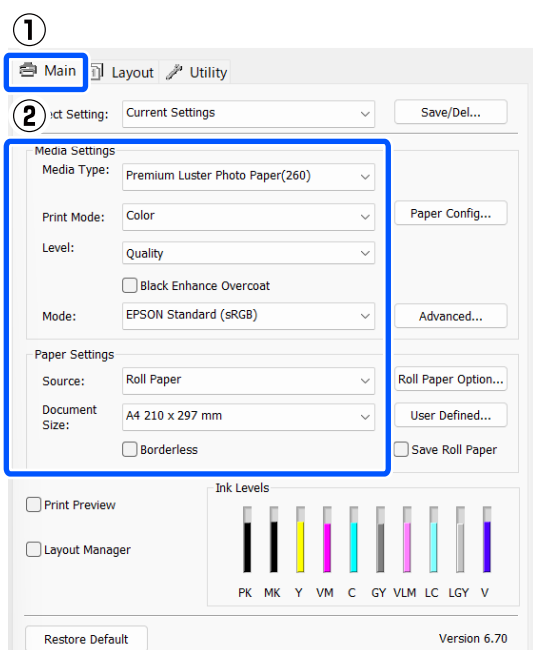 ①
Main Layout Utility
②
ect Setting: Current Settings Save/Del...
Media Settings
Media Type: Premium Luster Photo Paper(260)
Print Mode: Color Paper Config...
Level: Quality
Black Enhance Overcoat
Mode: EPSON Standard (sRGB) Advanced...
Paper Settings
Source: Roll Paper Roll Paper Option...
Document
Size: A4 210 x 297 mm User Defined...
Borderless Save Roll Paper
Ink Levels
Print Preview
Layout Manager
PK MK Y VM C GY VLM LC LGY V
Restore Default Version 6.70